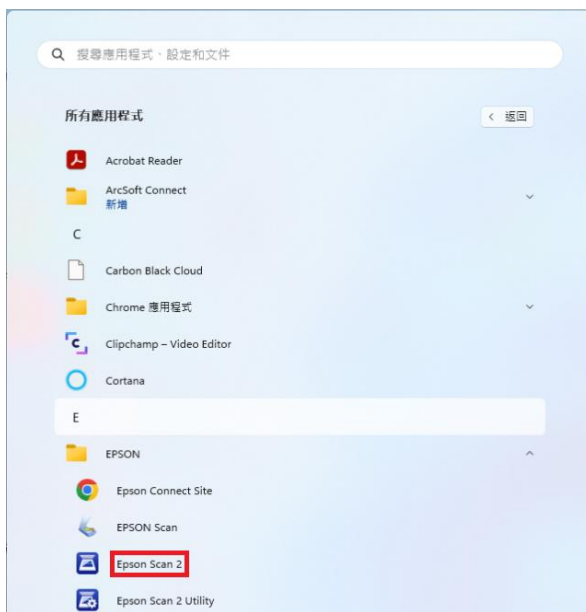 搜尋應用程式、設定和文件
所有應用程式
返回
Acrobat Reader
ArcSoft Connect
新增
C
Carbon Black Cloud
Chrome 應用程式
Clipchamp – Video Editor
Cortana
E
EPSON
Epson Connect Site
EPSON Scan
Epson Scan 2
Epson Scan 2 Utility